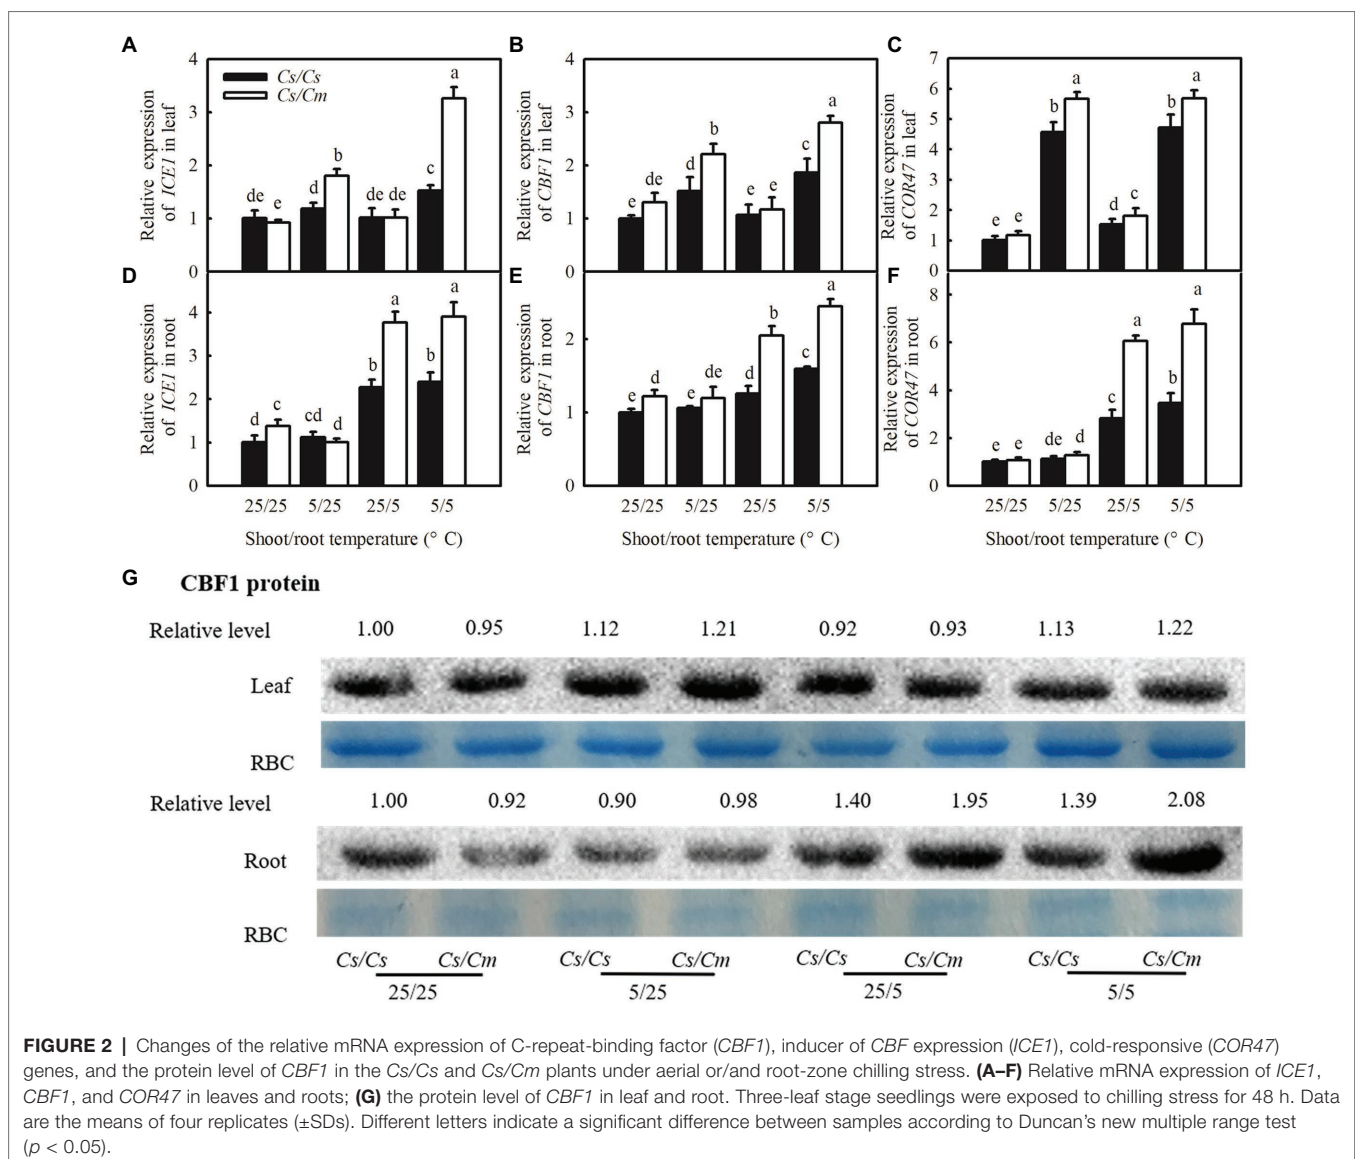 A
B
C
Relative expression
of ICE1 in leaf
4
3
2
1
0
Cs/Cs
Cs/Cm
de e d b de de c a
Relative expression
of CBF1 in leaf
4
3
2
1
0
e de d b e e c a
Relative expression
of COR47 in leaf
7
6
5
4
3
2
1
0
e e b a d c b a
D
E
F
Relative expression
of ICE1 in root
4
3
2
1
0
d c cd d b a b a
25/25 5/25 25/5 5/5
Shoot/root temperature (° C)
Relative expression
of CBF1 in root
2
1
0
e d e de d b c a
25/25 5/25 25/5 5/5
Shoot/root temperature (° C)
Relative expression
of COR47 in root
8
6
4
2
0
e e de d c a b a
25/25 5/25 25/5 5/5
Shoot/root temperature (° C)
G CBF1 protein
Relative level 1.00 0.95 1.12 1.21 0.92 0.93 1.13 1.22
Leaf
RBC
Relative level 1.00 0.92 0.90 0.98 1.40 1.95 1.39 2.08
Root
RBC
Cs/Cs Cs/Cm Cs/Cs Cs/Cm Cs/Cs Cs/Cm Cs/Cs Cs/Cm
25/25 5/25 25/5 5/5
FIGURE 2 | Changes of the relative mRNA expression of C-repeat-binding factor (CBF1), inducer of CBF expression (ICE1), cold-responsive (COR47)
genes, and the protein level of CBF1 in the Cs/Cs and Cs/Cm plants under aerial or/and root-zone chilling stress. (A–F) Relative mRNA expression of ICE1,
CBF1, and COR47 in leaves and roots; (G) the protein level of CBF1 in leaf and root. Three-leaf stage seedlings were exposed to chilling stress for 48 h. Data
are the means of four replicates (±SDs). Different letters indicate a significant difference between samples according to Duncan's new multiple range test
(p < 0.05).